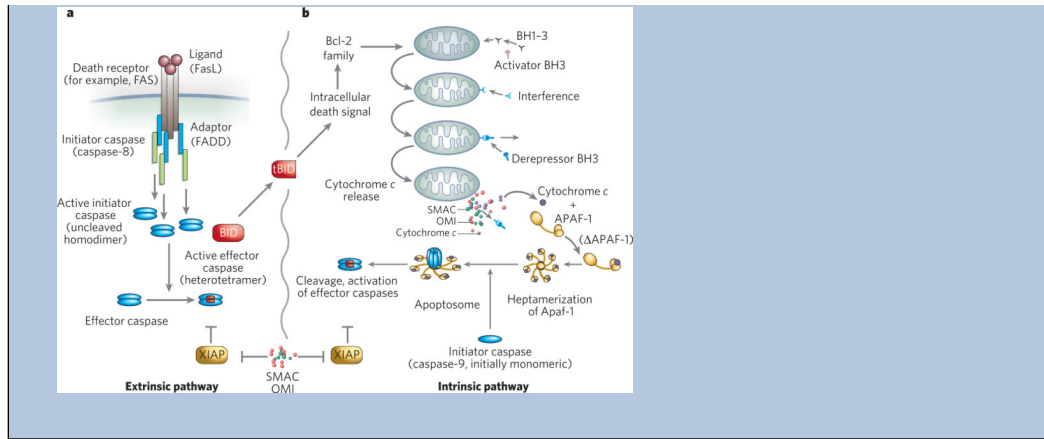 a
Death receptor
(for example, FAS)
Ligand
(FasL)
Initiator caspase
(caspase-8)
Adaptor
(FADD)
Active initiator
caspase
(uncleaved
homodimer)
BID
tBID
Active effector
caspase
(heterotetramer)
Effector caspase
XIAP
SMAC
OMI
Extrinsic pathway
b
Bcl-2
family
Intracellular
death signal
BH1–3
Activator BH3
Interference
Derepressor BH3
Cytochrome c
release
SMAC
OMI
Cytochrome c
Cytochrome c
+
APAF-1
(ΔAPAF-1)
Cleavage, activation
of effector caspases
Apoptosome
Heptamerization
of Apaf-1
Initiator caspase
(caspase-9, initially monomeric)
XIAP
Intrinsic pathway